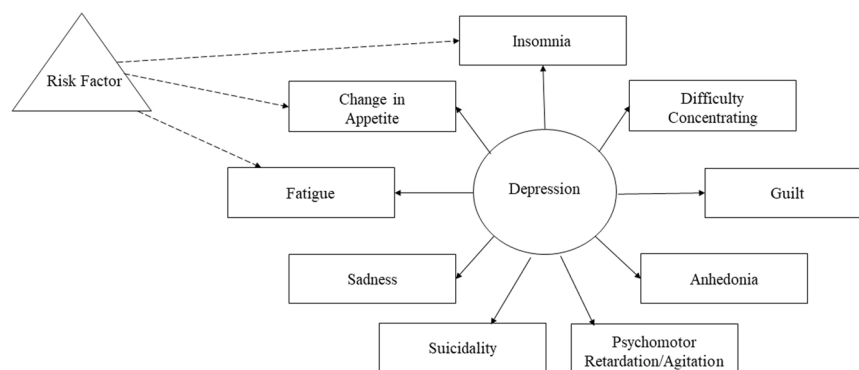 Insomnia
Risk Factor
Change in
Appetite
Difficulty
Concentrating
Fatigue
Depression
Guilt
Sadness
Anhedonia
Suicidality
Psychomotor
Retardation/Agitation